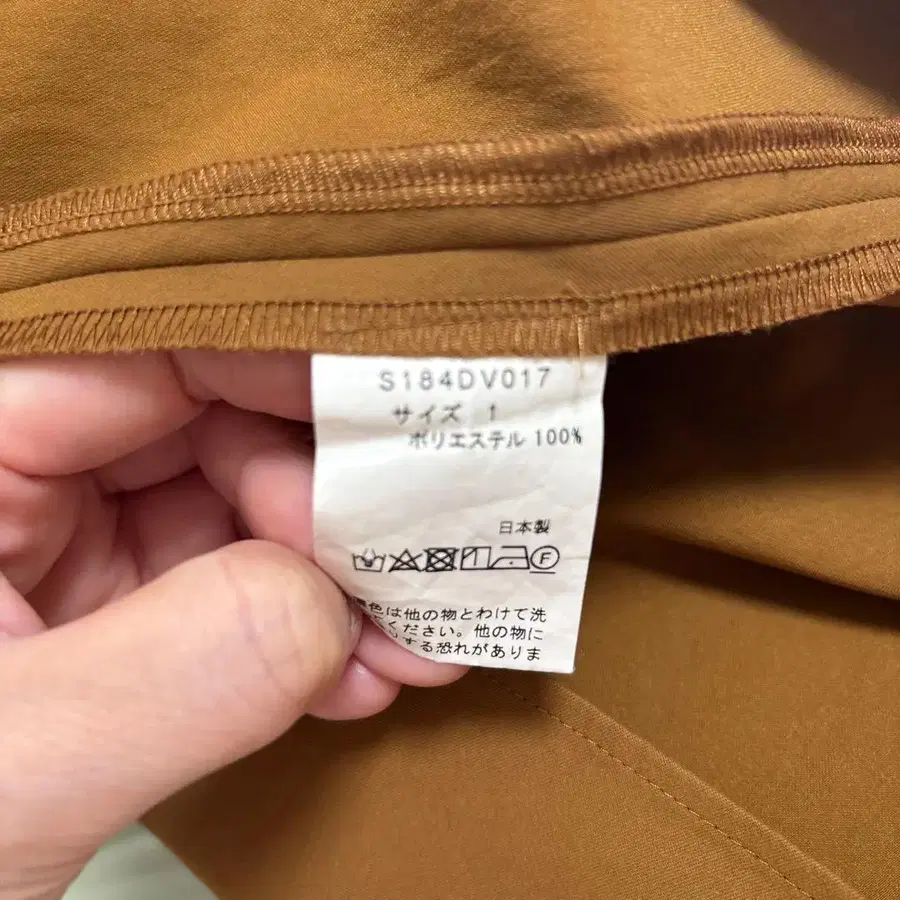 S184DV017
サイズ 1
ポリエステル 100%
日本製
F
色は他の物とわけて洗
ください。他の物に
する恐れがありま